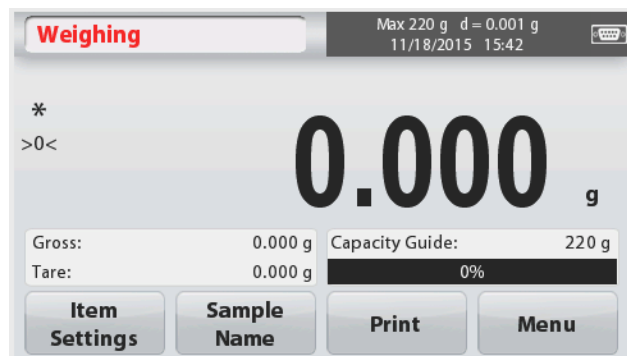 Weighing
Max 220 g d = 0.001 g
11/18/2015 15:42
*
>0<
0.000 g
Gross: 0.000 g
Tare: 0.000 g
Capacity Guide: 220 g
0%
Item
Settings
Sample
Name
Print
Menu